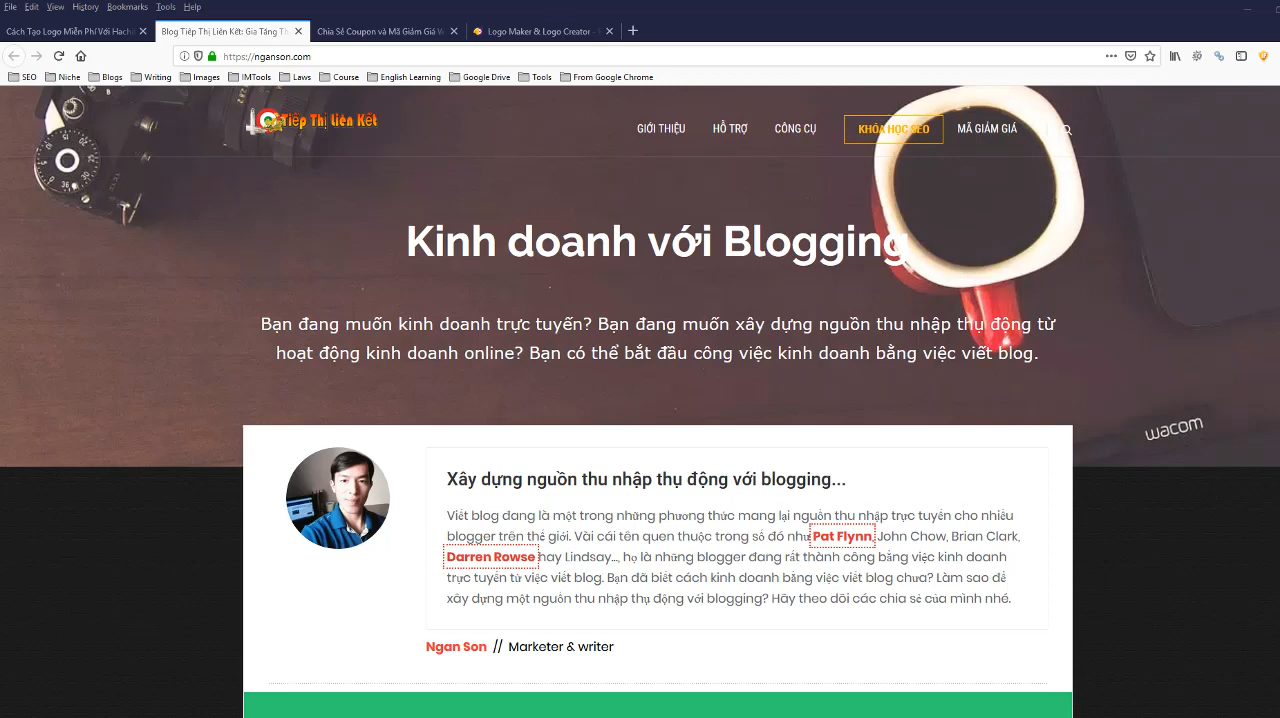 File Edit View History Bookmarks Tools Help
Cách Tạo Logo Miễn Phí Với Hachi
Blog Tiếp Thị Liên Kết: Gia Tăng Th
Chia Sẻ Coupon và Mã Giảm Giá
Logo Maker & Logo Creator -
https://nganson.com
SEO Niche Blogs Writing Images IMTools Laws Course English Learning Google Drive Tools From Google Chrome
Tiếp Thị Liên Kết
GIỚI THIỆU HỖ TRỢ CÔNG CỤ KHÓA HỌC SEO MÃ GIẢM GIÁ
Kinh doanh với Blogging
Bạn đang muốn kinh doanh trực tuyến? Bạn đang muốn xây dựng nguồn thu nhập thụ động từ
hoạt động kinh doanh online? Bạn có thể bắt đầu công việc kinh doanh bằng việc viết blog.
wacom
Xây dựng nguồn thu nhập thụ động với blogging...
Viết blog đang là một trong những phương thức mang lại nguồn thu nhập trực tuyến cho nhiều
blogger trên thế giới. Vài cái tên quen thuộc trong số đó như Pat Flynn, John Chow, Brian Clark,
Darren Rowse hay Lindsay..., họ là những blogger đang rất thành công bằng việc kinh doanh
trực tuyến từ việc viết blog. Bạn đã biết cách kinh doanh bằng việc viết blog chưa? Làm sao để
xây dựng một nguồn thu nhập thụ động với blogging? Hãy theo dõi các chia sẻ của mình nhé.
Ngan Son // Marketer & writer